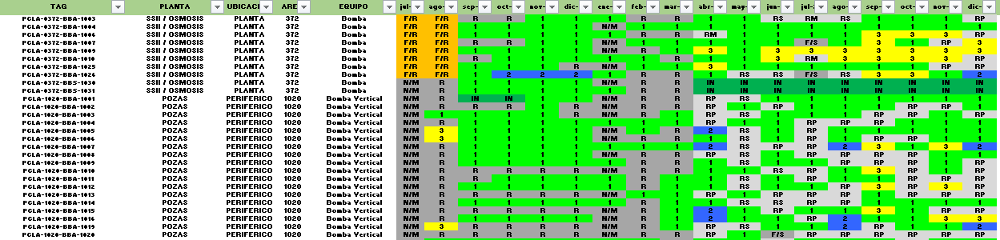 TAG PLANTA UBICACI ARE EQUIPO jul- ago- sep- oct- nov- dic- ene- feb- mar- abr- may- jun- jul- ago- sep- oct- nov- dic-
PCLA-0372-BBA-1003 SSII / OSMOSIS PLANTA 372 Bomba F/R F/R R R 1 1 1 R R 1 1 RS RM RS 1 1 1 RP
PCLA-0372-BBA-1004 SSII / OSMOSIS PLANTA 372 Bomba F/R F/R 1 1 1 1 N/M 1 1 1 1 1 1 1 1 1 1 1
PCLA-0372-BBA-1006 SSII / OSMOSIS PLANTA 372 Bomba F/R F/R 1 1 1 1 1 R R RM 1 1 1 1 3 3 3 RP
PCLA-0372-BBA-1007 SSII / OSMOSIS PLANTA 372 Bomba F/R F/R R R 1 1 N/M R R 1 1 1 F/S 1 3 1 RP 3
PCLA-0372-BBA-1009 SSII / OSMOSIS PLANTA 372 Bomba F/R F/R 1 1 1 1 N/M 1 1 3 1 3 3 3 3 3 3 3
PCLA-0372-BBA-1010 SSII / OSMOSIS PLANTA 372 Bomba F/R F/R R 1 1 1 1 1 R 1 1 3 RM 3 3 3 3 RP
PCLA-0372-BBA-1025 SSII / OSMOSIS PLANTA 372 Bomba F/R F/R 1 1 1 R N/M 1 1 3 1 1 1 1 1 1 1 RP
PCLA-0372-BBA-1026 SSII / OSMOSIS PLANTA 372 Bomba F/R F/R 1 2 2 2 1 1 R 1 RS RS F/S RS 3 3 1 2
PCLA-0372-BBS-1030 SSII / OSMOSIS PLANTA 372 Bomba N/M R 1 1 1 1 N/M R R IN IN IN IN IN IN IN IN IN
PCLA-0372-BBS-1031 SSII / OSMOSIS PLANTA 372 Bomba N/M R 1 1 1 1 1 R R IN IN IN IN IN IN IN IN IN
PCLA-1020-BBA-1001 POZAS PERIFERICO 1020 Bomba Vertical N/M R IN IN 1 R N/M R R RP RS 1 RP RS 1 1 1 RP
PCLA-1020-BBA-1002 POZAS PERIFERICO 1020 Bomba Vertical N/M R R R 1 R N/M R R RP 1 RP RS 1 1 RP RP 1
PCLA-1020-BBA-1003 POZAS PERIFERICO 1020 Bomba Vertical N/M 1 1 1 1 R N/M R 1 1 RS 1 1 RP 1 1 1 RP
PCLA-1020-BBA-1004 POZAS PERIFERICO 1020 Bomba Vertical N/M R 1 1 1 1 1 R R RP RS 1 RP RP 1 RP RP 1
PCLA-1020-BBA-1005 POZAS PERIFERICO 1020 Bomba Vertical N/M 3 1 1 1 1 N/M R R 2 RS 1 1 RP 1 1 1 RP
PCLA-1020-BBA-1006 POZAS PERIFERICO 1020 Bomba Vertical N/M 3 1 1 1 1 N/M R R 1 RS 1 RP 1 1 RP 1 RP
PCLA-1020-BBA-1007 POZAS PERIFERICO 1020 Bomba Vertical N/M R 1 1 1 1 1 1 1 2 RS RP RP 2 3 1 3 2
PCLA-1020-BBA-1008 POZAS PERIFERICO 1020 Bomba Vertical N/M R 1 1 1 1 N/M R R 1 RS 1 1 RP RP 1 RP 1
PCLA-1020-BBA-1009 POZAS PERIFERICO 1020 Bomba Vertical N/M R 1 1 1 1 N/M R R 1 RS 1 1 RP RP 1 RP 1
PCLA-1020-BBA-1010 POZAS PERIFERICO 1020 Bomba Vertical N/M R R R R R N/M R R 1 1 RS RP 1 3 RP 1 RP
PCLA-1020-BBA-1011 POZAS PERIFERICO 1020 Bomba Vertical N/M R R 1 1 1 N/M R R 1 RS 1 1 RP 1 RP RP 1
PCLA-1020-BBA-1012 POZAS PERIFERICO 1020 Bomba Vertical N/M R 1 1 1 1 N/M R 1 1 RS 1 1 RP 3 RP 3 RP
PCLA-1020-BBA-1013 POZAS PERIFERICO 1020 Bomba Vertical N/M R R R R R N/M 1 R RP RP 1 RP RP 1 RP RP RP
PCLA-1020-BBA-1014 POZAS PERIFERICO 1020 Bomba Vertical N/M R 1 1 1 1 N/M R 1 1 RS 1 1 RP RP 1 1 RP
PCLA-1020-BBA-1015 POZAS PERIFERICO 1020 Bomba Vertical N/M R R R R R N/M R 1 2 1 RS RP 1 3 1 RP RP
PCLA-1020-BBA-1016 POZAS PERIFERICO 1020 Bomba Vertical N/M R 1 1 1 1 N/M R 1 2 1 1 RP 2 1 1 3 3
PCLA-1020-BBA-1019 POZAS PERIFERICO 1020 Bomba Vertical N/M 3 R R R R N/M R 1 1 RS 1 1 2 RP 1 RP 2
PCLA-1020-BBA-1020 POZAS PERIFERICO 1020 Bomba Vertical N/M R R R R R N/M R R RP 1 F/S RP RP RP RP RP RP